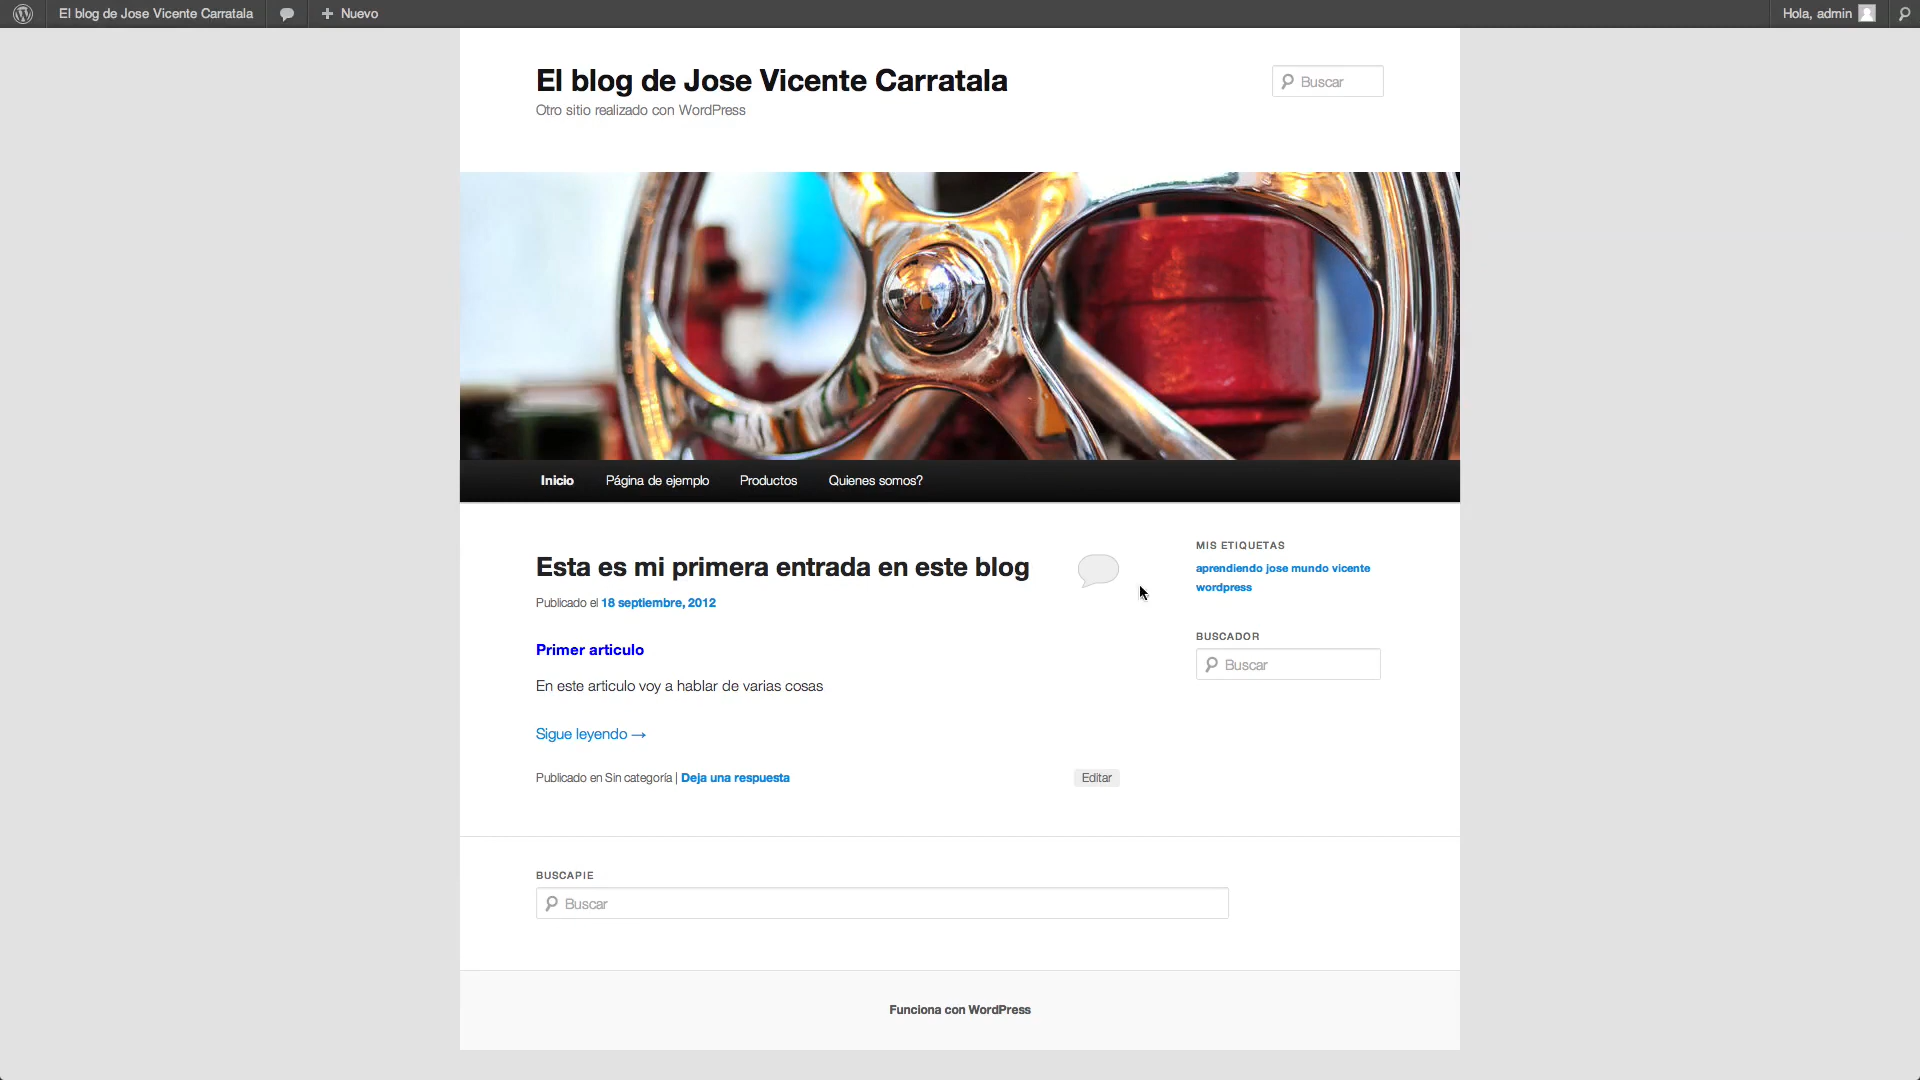 El blog de Jose Vicente Carratala
Nuevo
Hola, admin
El blog de Jose Vicente Carratala
Otro sitio realizado con WordPress
Buscar
Inicio
Página de ejemplo
Productos
Quienes somos?
Esta es mi primera entrada en este blog
Publicado el 18 septiembre, 2012
Primer articulo
En este articulo voy a hablar de varias cosas
Sigue leyendo →
Publicado en Sin categoría | Deja una respuesta
Editar
MIS ETIQUETAS
aprendiendo jose mundo vicente
wordpress
BUSCADOR
Buscar
BUSCAPIE
Buscar
Funciona con WordPress